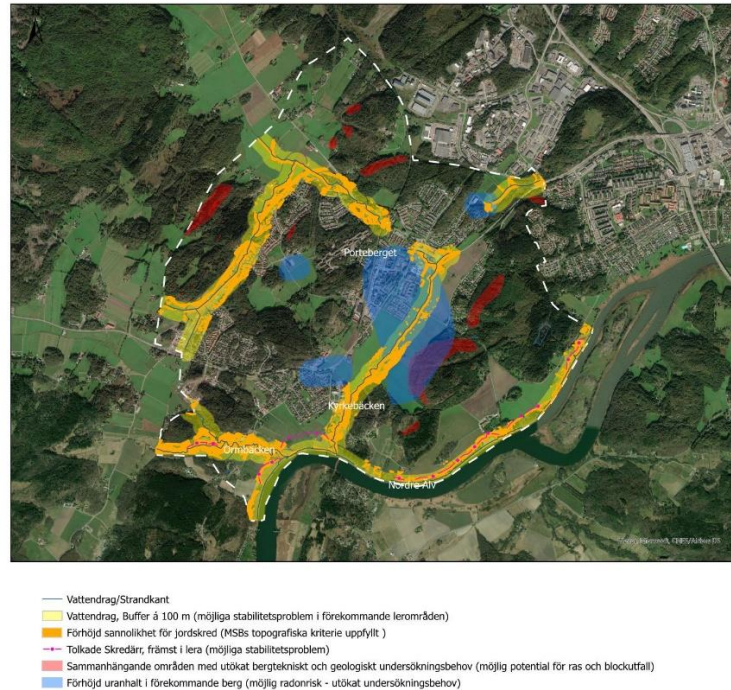 Porteberget
Kyrkebäcken
Ormbäcken
Nordre Älv
Vattendrag/Strandkant
Vattendrag, Buffer á 100 m (möjliga stabilitetsproblem i förekommande lerområden)
Förhöjd sannolikhet för jordskred (MSBs topografiska kriterie uppfyllt )
Tolkade Skredärr, främst i lera (möjliga stabilitetsproblem)
Sammanhängande områden med utökat bergtekniskt och geologiskt undersökningsbehov (möjlig potential för ras och blockutfall)
Förhöjd uranhalt i förekommande berg (möjlig radonrisk - utökat undersökningsbehov)